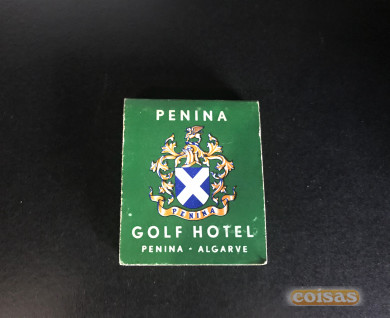 PENINA
PENINA
GOLF HOTEL
PENINA - ALGARVE
coisas